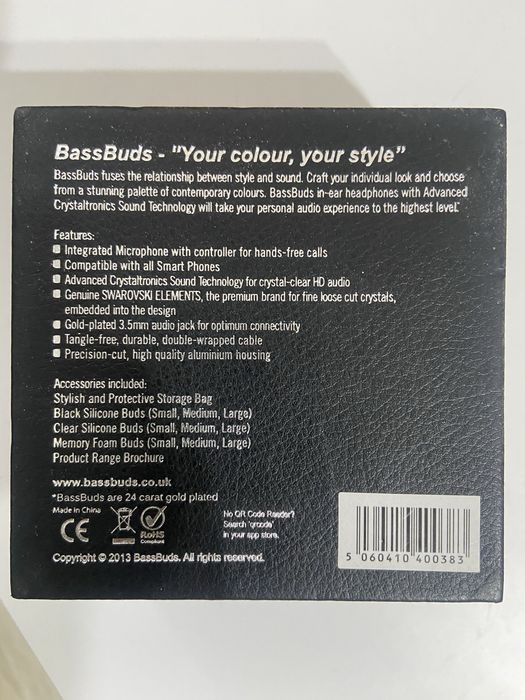 BassBuds - "Your colour, your style”
BassBuds fuses the relationship between style and sound. Craft your individual look and choose
from a stunning palette of contemporary colours. BassBuds in-ear headphones with Advanced
Crystaltronics Sound Technology will take your personal audio experience to the highest level.
Features:
Integrated Microphone with controller for hands-free calls
Compatible with all Smart Phones
Advanced Crystaltronics Sound Technology for crystal-clear HD audio
Genuine SWAROVSKI ELEMENTS, the premium brand for fine loose cut crystals,
embedded into the design
Gold-plated 3.5mm audio jack for optimum connectivity
Tangle-free, durable, double-wrapped cable
Precision-cut, high quality aluminium housing
Accessories included:
Stylish and Protective Storage Bag
Black Silicone Buds (Small, Medium, Large)
Clear Silicone Buds (Small, Medium, Large)
Memory Foam Buds (Small, Medium, Large)
Product Range Brochure
www.bassbuds.co.uk
*BassBuds are 24 carat gold plated
Made in China
CE
RoHS
Compliant
No QR Code Reader?
Search 'qrcode'
in your app store.
Copyright © 2013 BassBuds. All rights reserved.
5 060410 400383